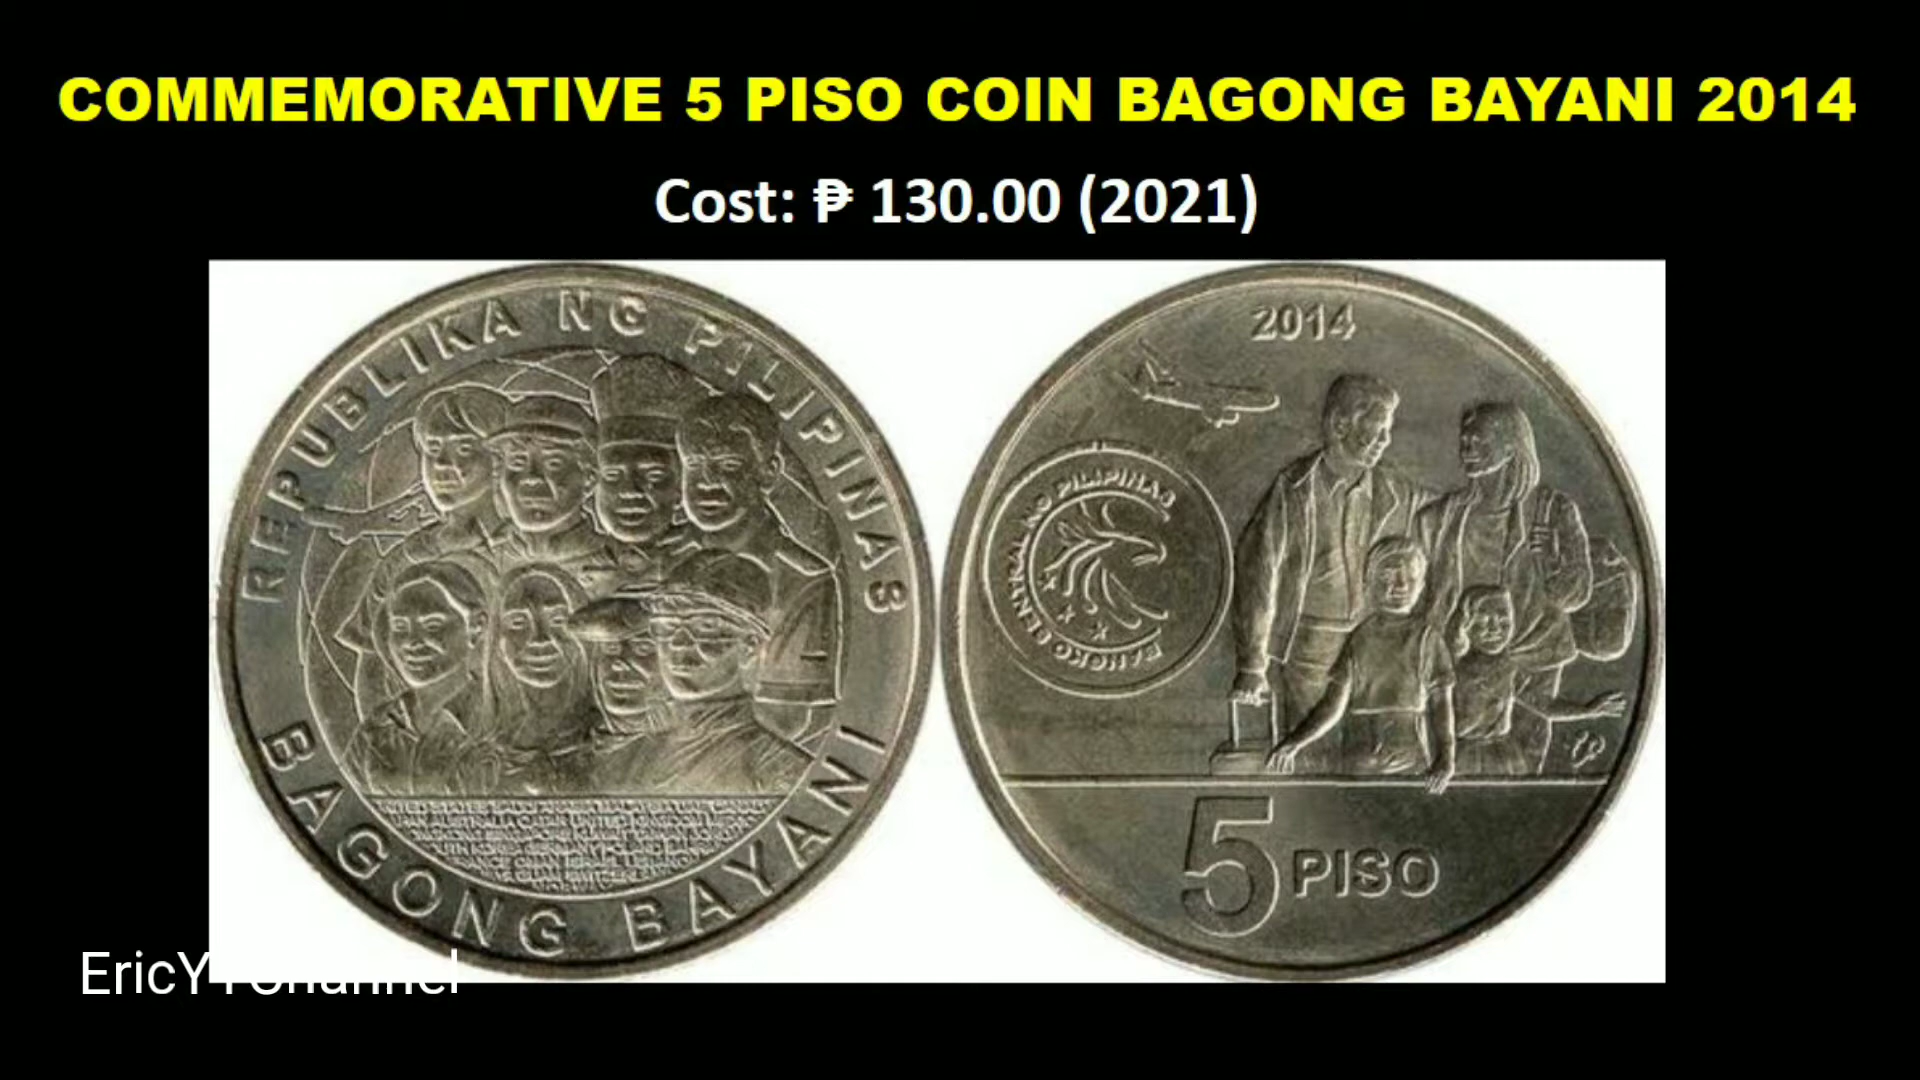 COMMEMORATIVE 5 PISO COIN BAGONG BAYANI 2014
Cost: ₱ 130.00 (2021)
REPUBLIKA NG PILIPINAS
BAGONG BAYANI
2014
BANGKO SENTRAL NG PILIPINAS
5 PISO
EricYTChannel